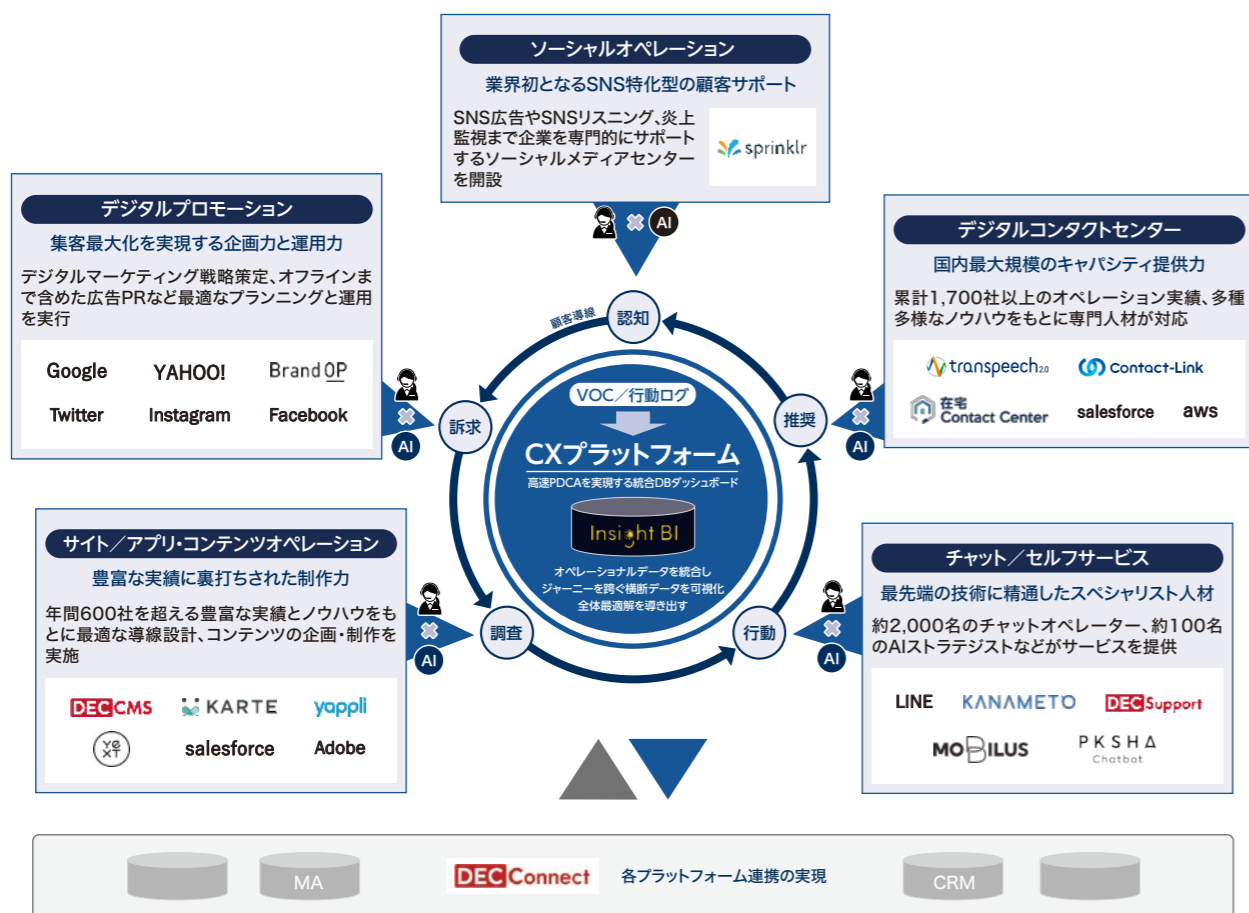 ソーシャルオペレーション
業界初となるSNS特化型の顧客サポート
SNS広告やSNSリスニング、炎上
監視まで企業を専門的にサポート
するソーシャルメディアセンター
を開設
sprinklr
AI
デジタルプロモーション
集客最大化を実現する企画力と運用力
デジタルマーケティング戦略策定、オフラインま
で含めた広告PRなど最適なプランニングと運用
を実行
Google YAHOO! Brand OP
Twitter Instagram Facebook
AI
デジタルコンタクトセンター
国内最大規模のキャパシティ提供力
累計1,700社以上のオペレーション実績、多種
多様なノウハウをもとに専門人材が対応
transpeech2.0 Contact-Link
在宅
Contact Center salesforce aws
AI
顧客導線
認知
訴求
推奨
調査
行動
VOC／行動ログ
CXプラットフォーム
高速PDCAを実現する統合DBダッシュボード
Insight BI
オペレーショナルデータを統合し
ジャーニーを跨ぐ横断データを可視化
全体最適解を導き出す
サイト／アプリ・コンテンツオペレーション
豊富な実績に裏打ちされた制作力
年間600社を超える豊富な実績とノウハウをも
とに最適な導線設計、コンテンツの企画・制作を
実施
DEC CMS KARTE yappli
yext salesforce Adobe
AI
チャット／セルフサービス
最先端の技術に精通したスペシャリスト人材
約2,000名のチャットオペレーター、約100名
のAIストラテジストなどがサービスを提供
LINE KANAMETO DEC Support
MOBILUS PKSHA
Chatbot
AI
MA
DEC Connect 各プラットフォーム連携の実現
CRM